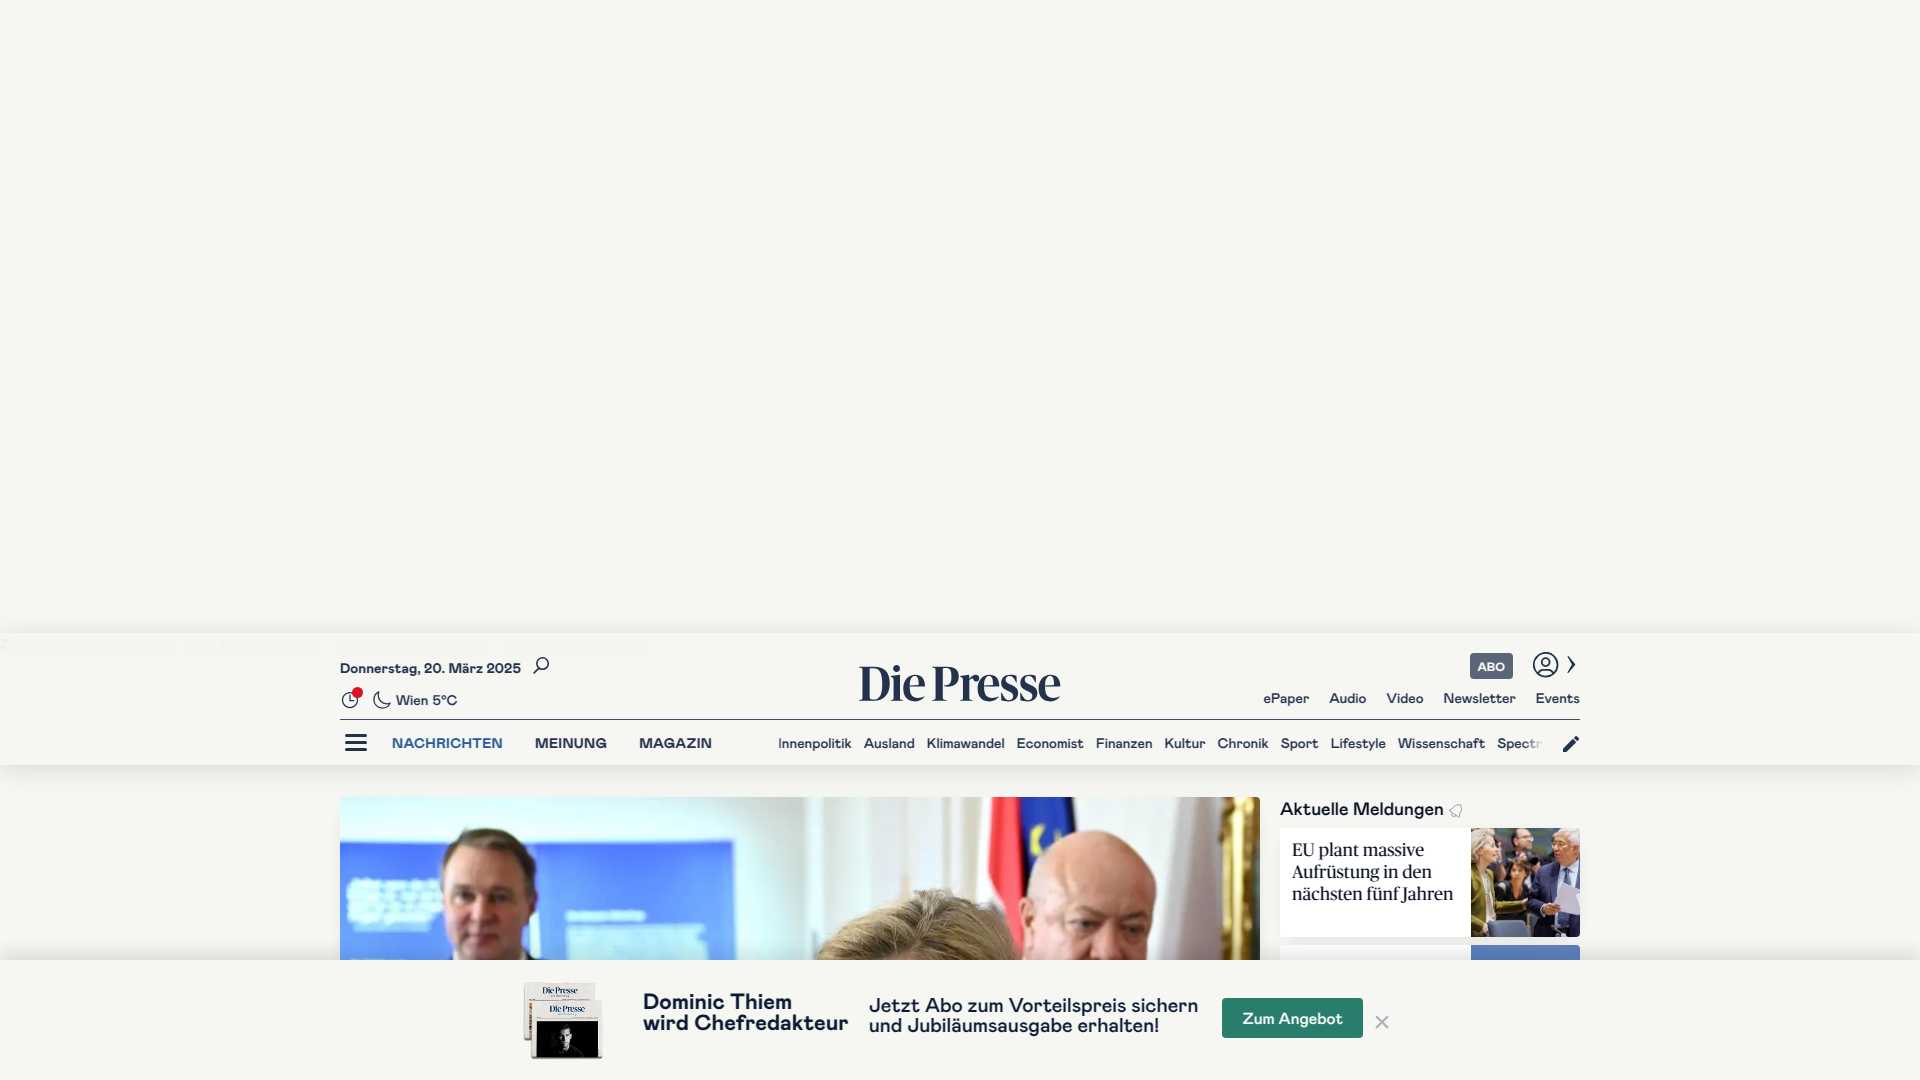 Donnerstag, 20. März 2025
Wien 5°C
Die Presse
ABO
ePaper Audio Video Newsletter Events
NACHRICHTEN MEINUNG MAGAZIN
Innenpolitik Ausland Klimawandel Economist Finanzen Kultur Chronik Sport Lifestyle Wissenschaft Spectr
Aktuelle Meldungen
EU plant massive
Aufrüstung in den
nächsten fünf Jahren
Die Presse
Die Presse
Dominic Thiem
wird Chefredakteur
Jetzt Abo zum Vorteilspreis sichern
und Jubiläumsausgabe erhalten!
Zum Angebot